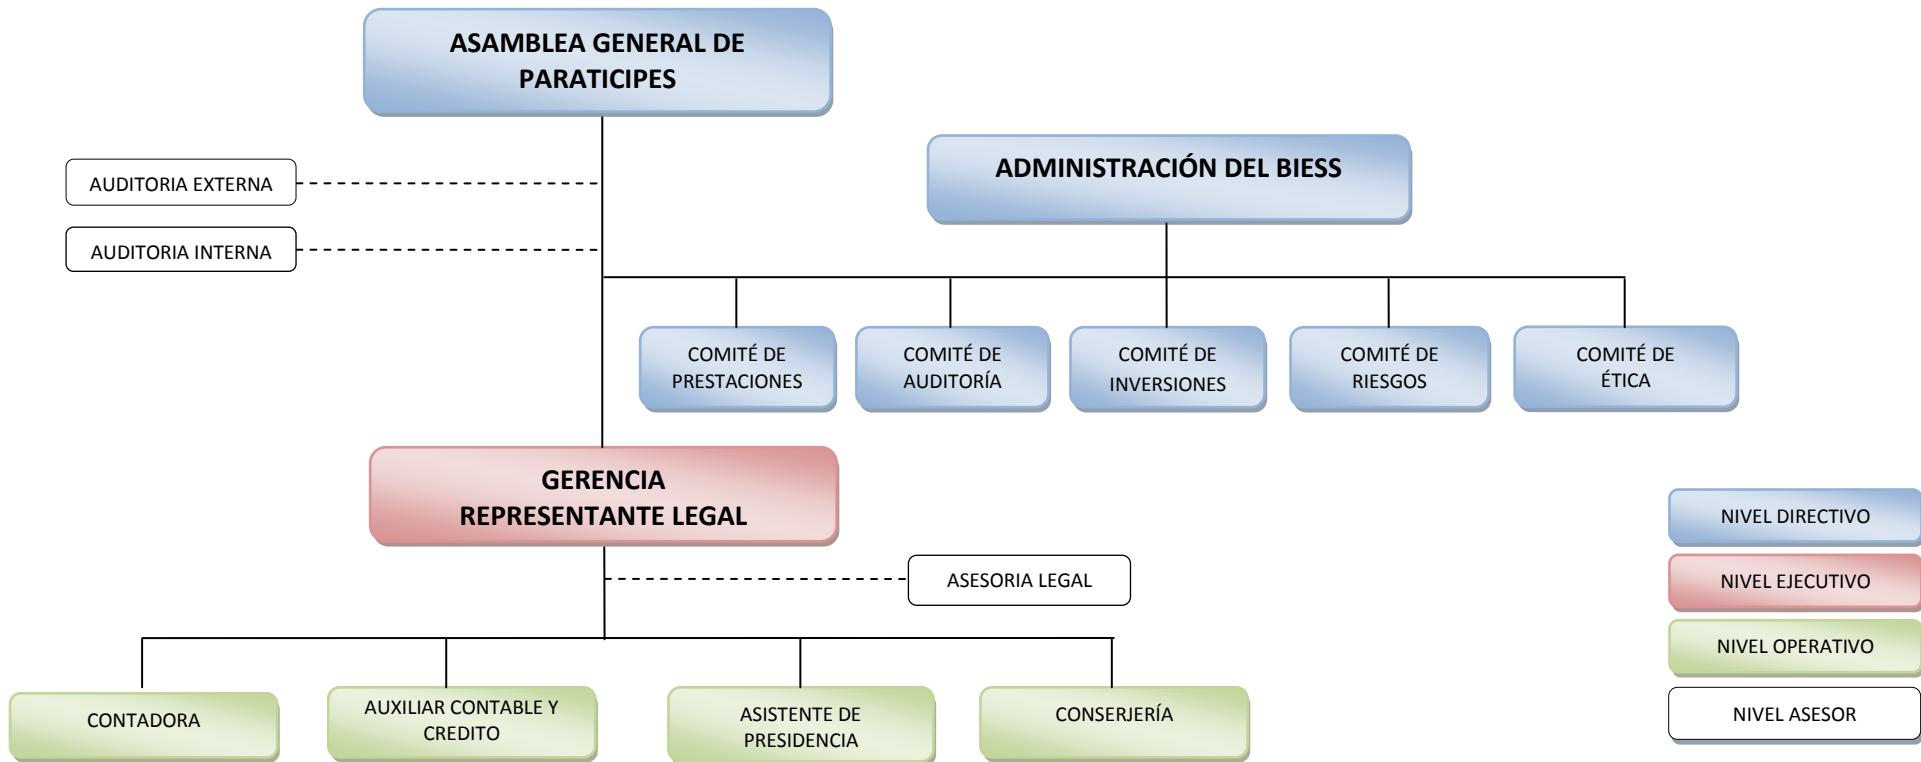 ASAMBLEA GENERAL DE
PARATICIPES
ADMINISTRACIÓN DEL BIESS
AUDITORIA EXTERNA
AUDITORIA INTERNA
COMITÉ DE
PRESTACIONES
COMITÉ DE
AUDITORÍA
COMITÉ DE
INVERSIONES
COMITÉ DE
RIESGOS
COMITÉ DE
ÉTICA
GERENCIA
REPRESENTANTE LEGAL
ASESORIA LEGAL
CONTADORA
AUXILIAR CONTABLE Y
CREDITO
ASISTENTE DE
PRESIDENCIA
CONSERJERÍA
NIVEL DIRECTIVO
NIVEL EJECUTIVO
NIVEL OPERATIVO
NIVEL ASESOR